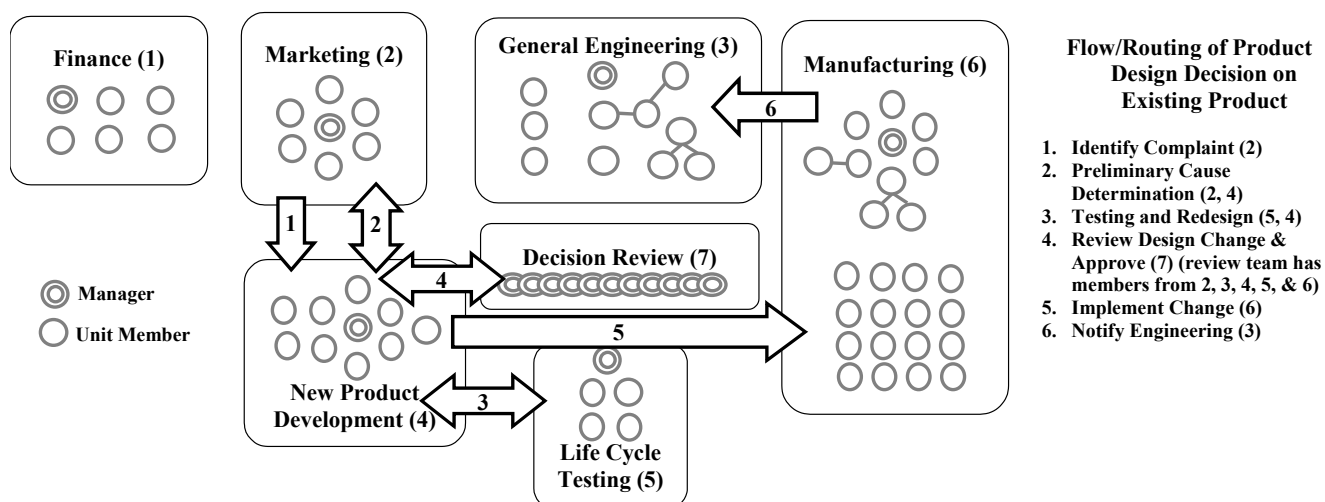 Finance (1)
Marketing (2)
General Engineering (3)
Manufacturing (6)
6
1
2
Decision Review (7)
4
5
Manager
Unit Member
New Product
Development (4)
3
Life Cycle
Testing (5)
Flow/Routing of Product
Design Decision on
Existing Product
1. Identify Complaint (2)
2. Preliminary Cause
Determination (2, 4)
3. Testing and Redesign (5, 4)
4. Review Design Change &
Approve (7) (review team has
members from 2, 3, 4, 5, & 6)
5. Implement Change (6)
6. Notify Engineering (3)